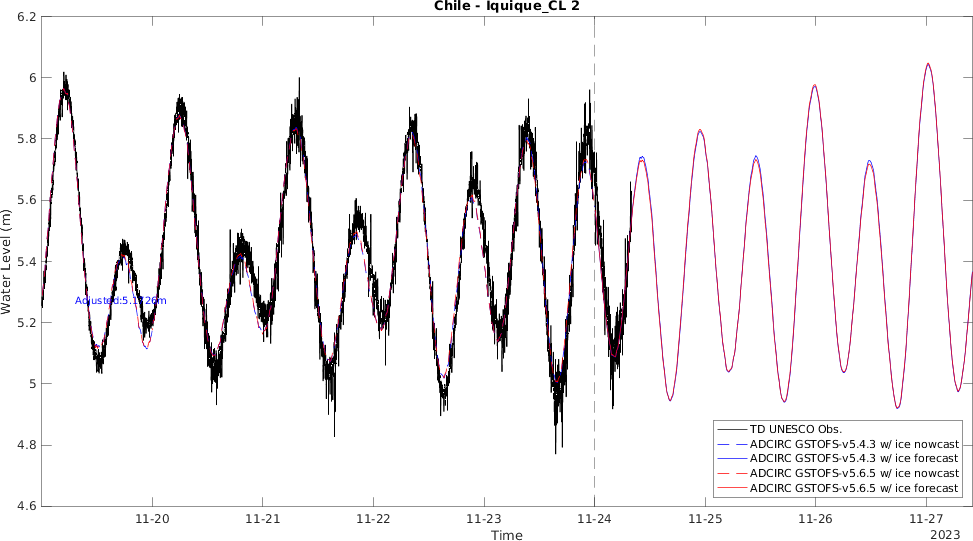 Chile - Iquique_CL 2
6.2
6
5.8
5.6
5.4
5.2
5
4.8
4.6
Water Level (m)
TD UNESCO Obs.
ADCIRC GSTOFS-v5.4.3 w/ ice nowcast
ADCIRC GSTOFS-v5.4.3 w/ ice forecast
ADCIRC GSTOFS-v5.6.5 w/ ice nowcast
ADCIRC GSTOFS-v5.6.5 w/ ice forecast
11-20 11-21 11-22 11-23 11-24 11-25 11-26 11-27
Time
2023